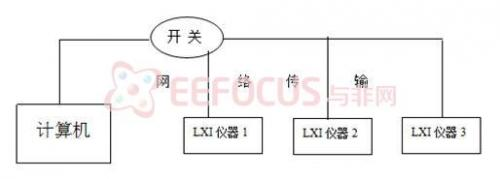 开 关
网 络 传 输
EEFOCUS与非网
计算机
LXI 仪器 1
LXI 仪器 2
LXI 仪器 3